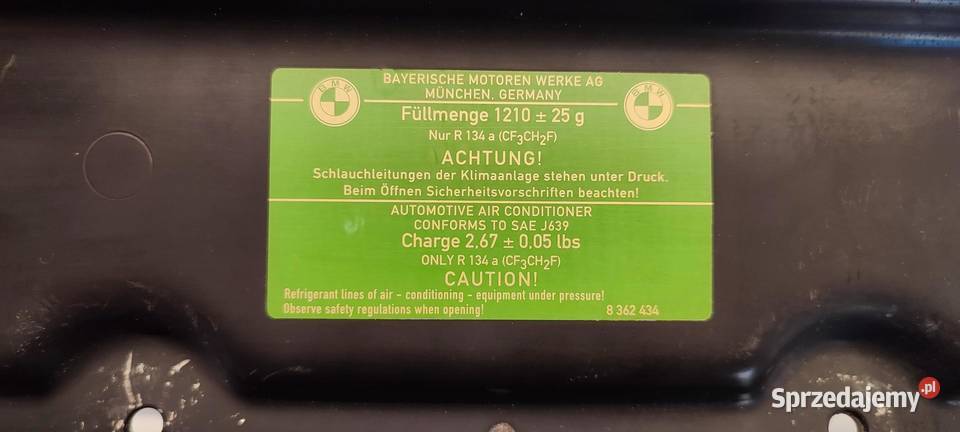 BMW
BAYERISCHE MOTOREN WERKE AG
MÜNCHEN, GERMANY
BMW
Füllmenge 1210 ± 25 g
Nur R 134 a (CF3CH2F)
ACHTUNG!
Schlauchleitungen der Klimaanlage stehen unter Druck.
Beim Öffnen Sicherheitsvorschriften beachten!
AUTOMOTIVE AIR CONDITIONER
CONFORMS TO SAE J639
Charge 2,67 ± 0,05 lbs
ONLY R 134 a (CF3CH2F)
CAUTION!
Refrigerant lines of air - conditioning - equipment under pressure!
Observe safety regulations when opening!
8 362 434
Sprzedajemy.pl